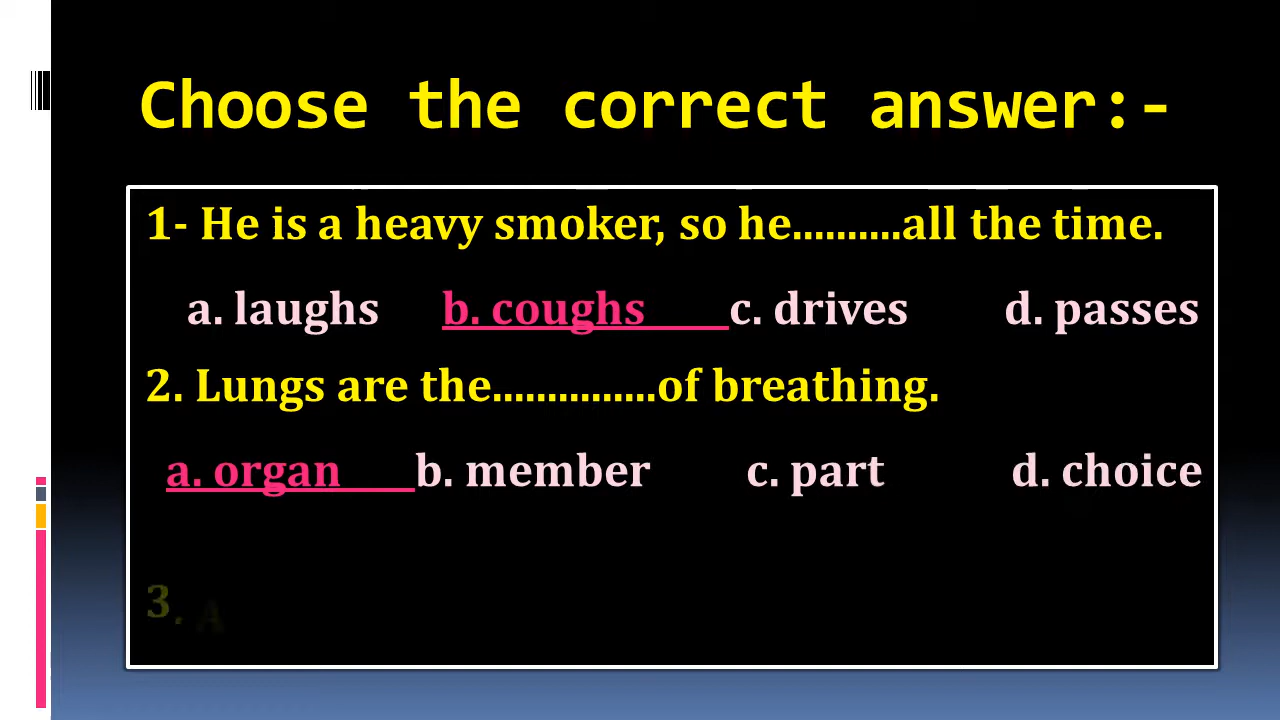 Choose the correct answer:-
1- He is a heavy smoker, so he..........all the time.
a. laughs b. coughs c. drives d. passes
2. Lungs are the...............of breathing.
a. organ b. member c. part d. choice
3. A